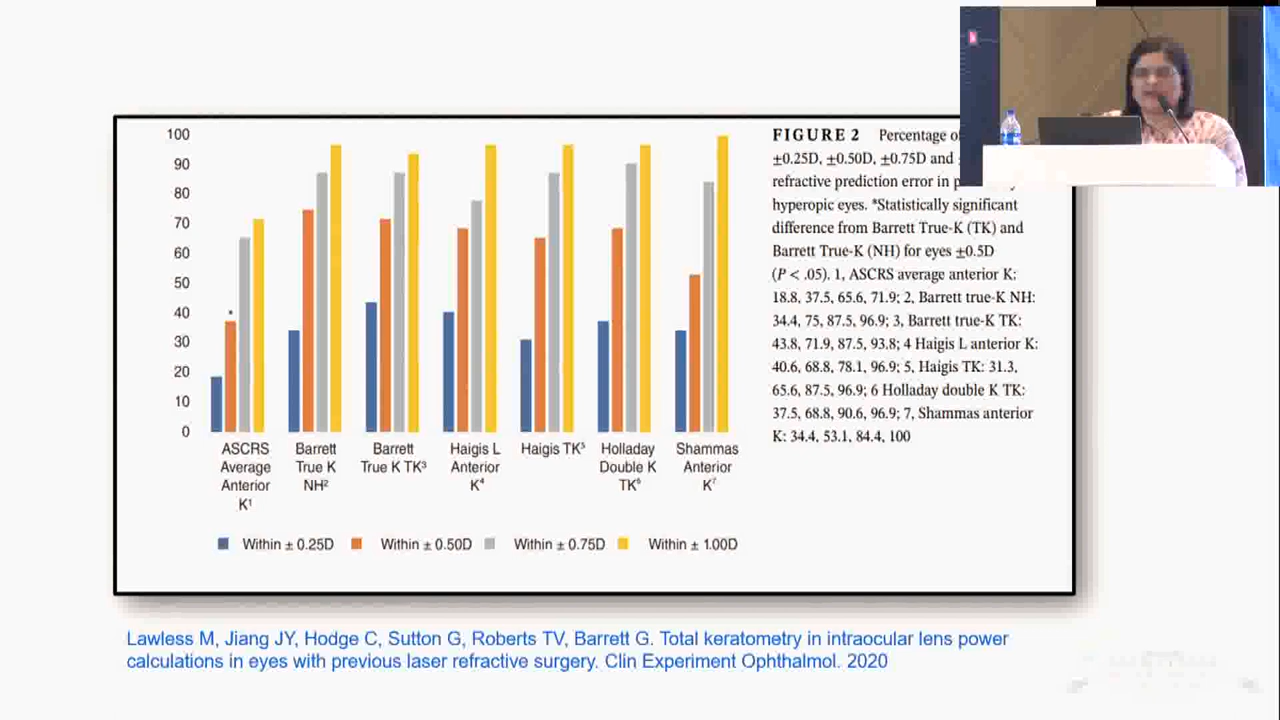 100
90
80
70
60
50
40
30
20
10
0
*
ASCRS
Average
Anterior
K¹
Barrett
True K
NH²
Barrett
True K TK³
Haigis L
Anterior
K⁴
Haigis TK⁵
Holladay
Double K
TK⁶
Shammas
Anterior
K⁷
Within ± 0.25D
Within ± 0.50D
Within ± 0.75D
Within ± 1.00D
FIGURE 2 Percentage
±0.25D, ±0.50D, ±0.75D and
refractive prediction error in
hyperopic eyes. *Statistically significant
difference from Barrett True-K (TK) and
Barrett True-K (NH) for eyes ±0.5D
(P < .05). 1, ASCRS average anterior K:
18.8, 37.5, 65.6, 71.9; 2, Barrett true-K NH:
34.4, 75, 87.5, 96.9; 3, Barrett true-K TK:
43.8, 71.9, 87.5, 93.8; 4 Haigis L anterior K:
40.6, 68.8, 78.1, 96.9; 5, Haigis TK: 31.3,
65.6, 87.5, 96.9; 6 Holladay double K TK:
37.5, 68.8, 90.6, 96.9; 7, Shammas anterior
K: 34.4, 53.1, 84.4, 100
Lawless M, Jiang JY, Hodge C, Sutton G, Roberts TV, Barrett G. Total keratometry in intraocular lens power
calculations in eyes with previous laser refractive surgery. Clin Experiment Ophthalmol. 2020